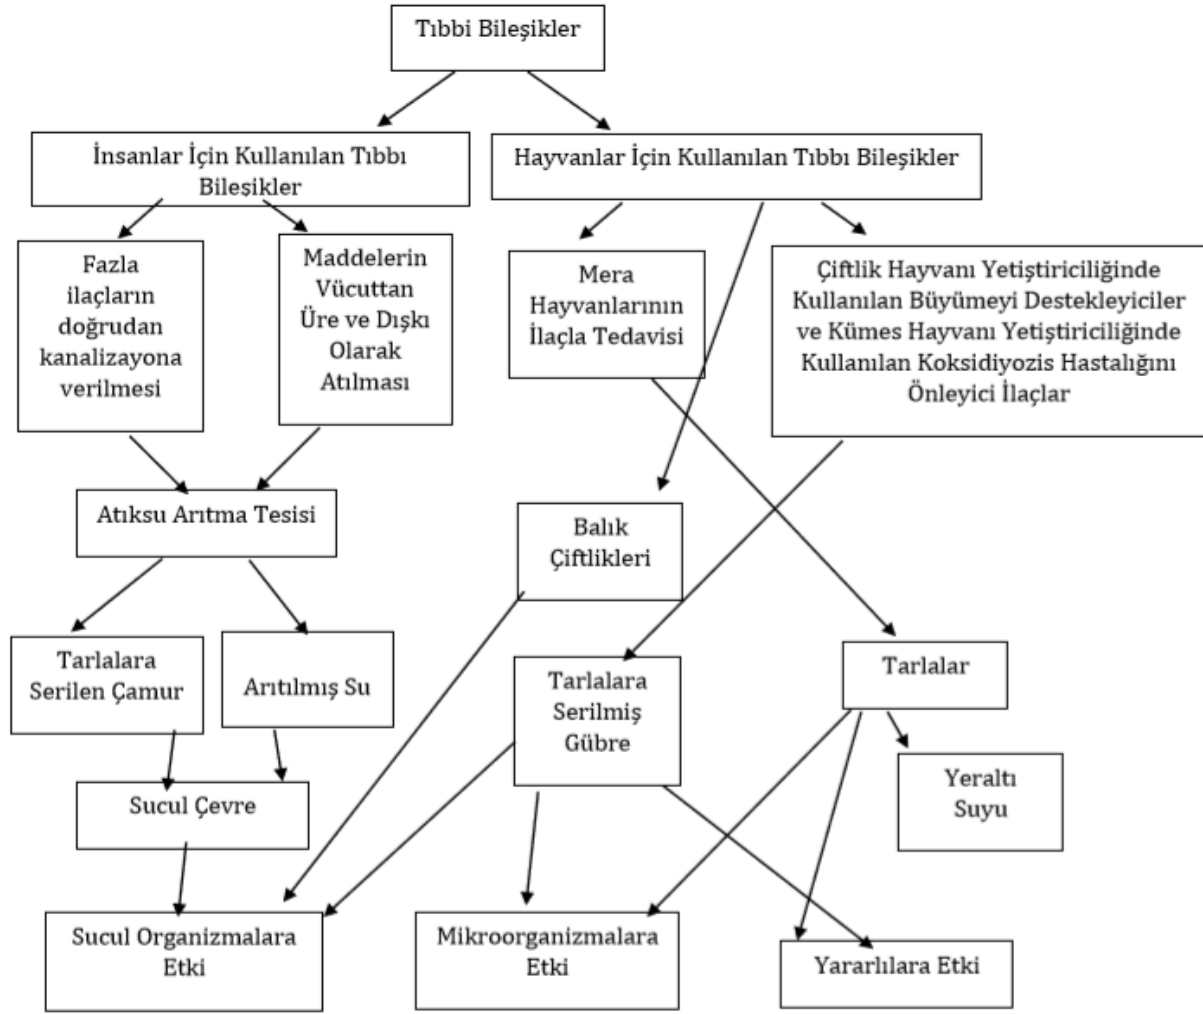 Tıbbi Bileşikler
İnsanlar İçin Kullanılan Tıbbı
Bileşikler
Hayvanlar İçin Kullanılan Tıbbı Bileşikler
Fazla
ilaçların
doğrudan
kanalizayona
verilmesi
Maddelerin
Vücuttan
Üre ve Dışkı
Olarak
Atılması
Mera
Hayvanlarının
İlaçla Tedavisi
Çiftlik Hayvanı Yetiştiriciliğinde
Kullanılan Büyümeyi Destekleyiciler
ve Kümes Hayvanı Yetiştiriciliğinde
Kullanılan Koksidiyozis Hastalığını
Önleyici İlaçlar
Atıksu Arıtma Tesisi
Balık
Çiftlikleri
Tarlalara
Serilen Çamur
Arıtılmış Su
Tarlalara
Serilmiş
Gübre
Tarlalar
Yeraltı
Suyu
Sucul Çevre
Sucul Organizmalara
Etki
Mikroorganizmalara
Etki
Yararlılara Etki